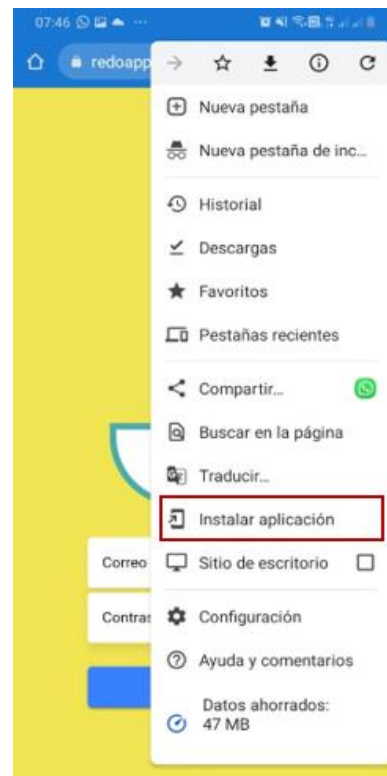 07:46
redoapp
Nueva pestaña
Nueva pestaña de inc...
Historial
Descargas
Favoritos
Pestañas recientes
Compartir...
Buscar en la página
Traducir...
Instalar aplicación
Correo
Sitio de escritorio
Contras
Configuración
Ayuda y comentarios
Datos ahorrados:
47 MB